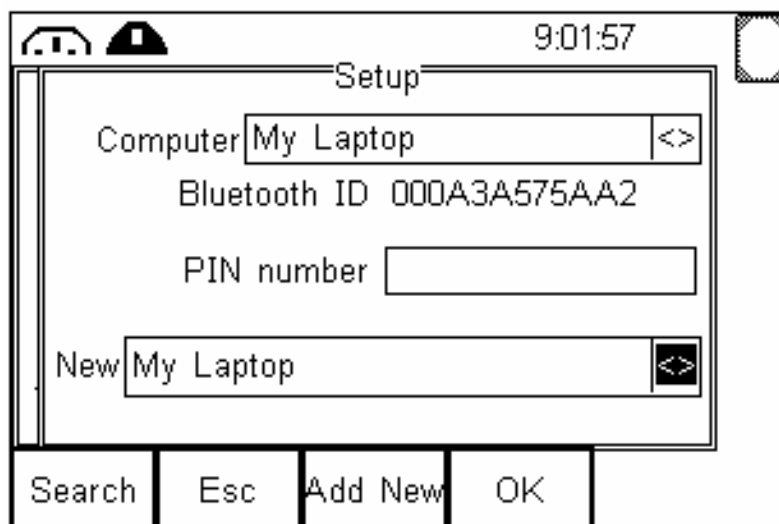 9:01:57
Setup
Computer My Laptop <>
Bluetooth ID 000A3A575AA2
PIN number
New My Laptop <>
Search Esc Add New OK